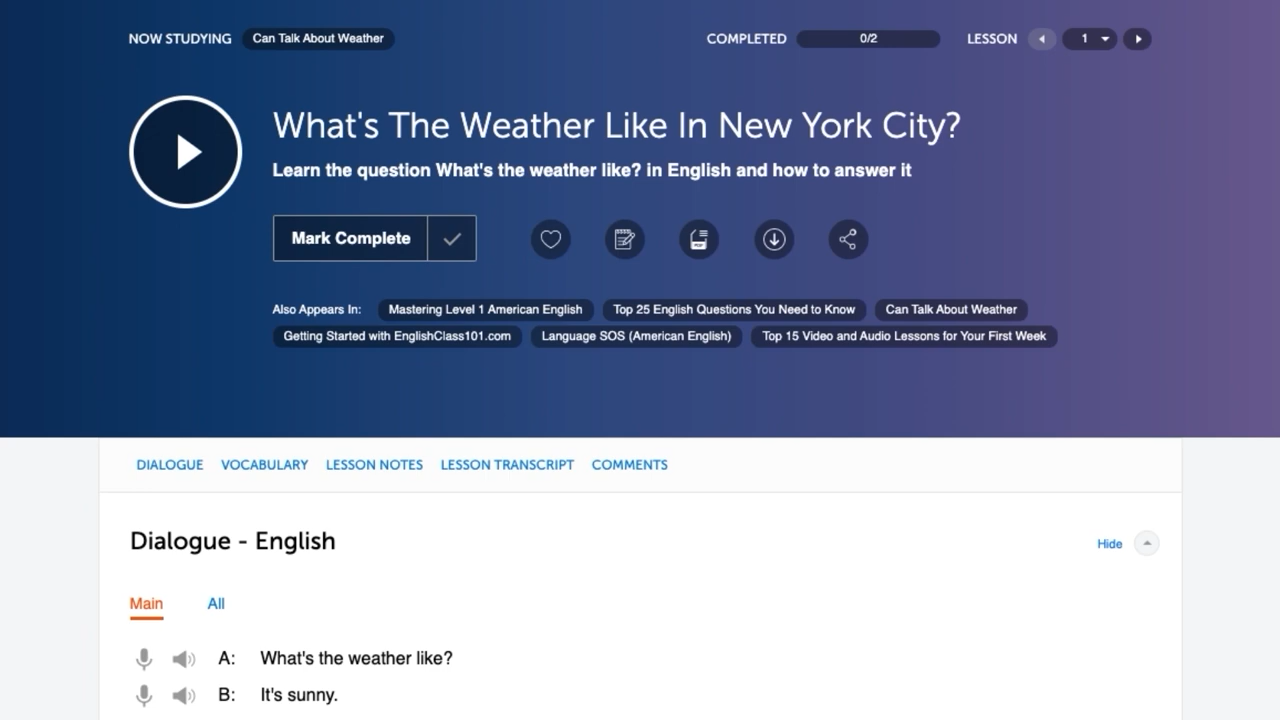 NOW STUDYING Can Talk About Weather COMPLETED 0/2 LESSON 1
What's The Weather Like In New York City?
Learn the question What's the weather like? in English and how to answer it
Mark Complete
Also Appears In: Mastering Level 1 American English Top 25 English Questions You Need to Know Can Talk About Weather
Getting Started with EnglishClass101.com Language SOS (American English) Top 15 Video and Audio Lessons for Your First Week
DIALOGUE VOCABULARY LESSON NOTES LESSON TRANSCRIPT COMMENTS
Dialogue - English Hide
Main All
A: What's the weather like?
B: It's sunny.